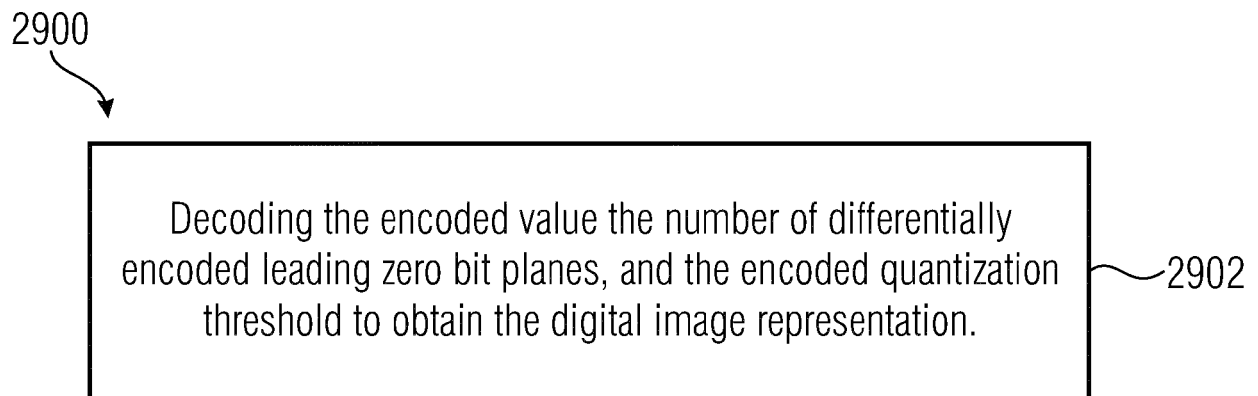 2900
Decoding the encoded value the number of differentially
encoded leading zero bit planes, and the encoded quantization
threshold to obtain the digital image representation.
2902